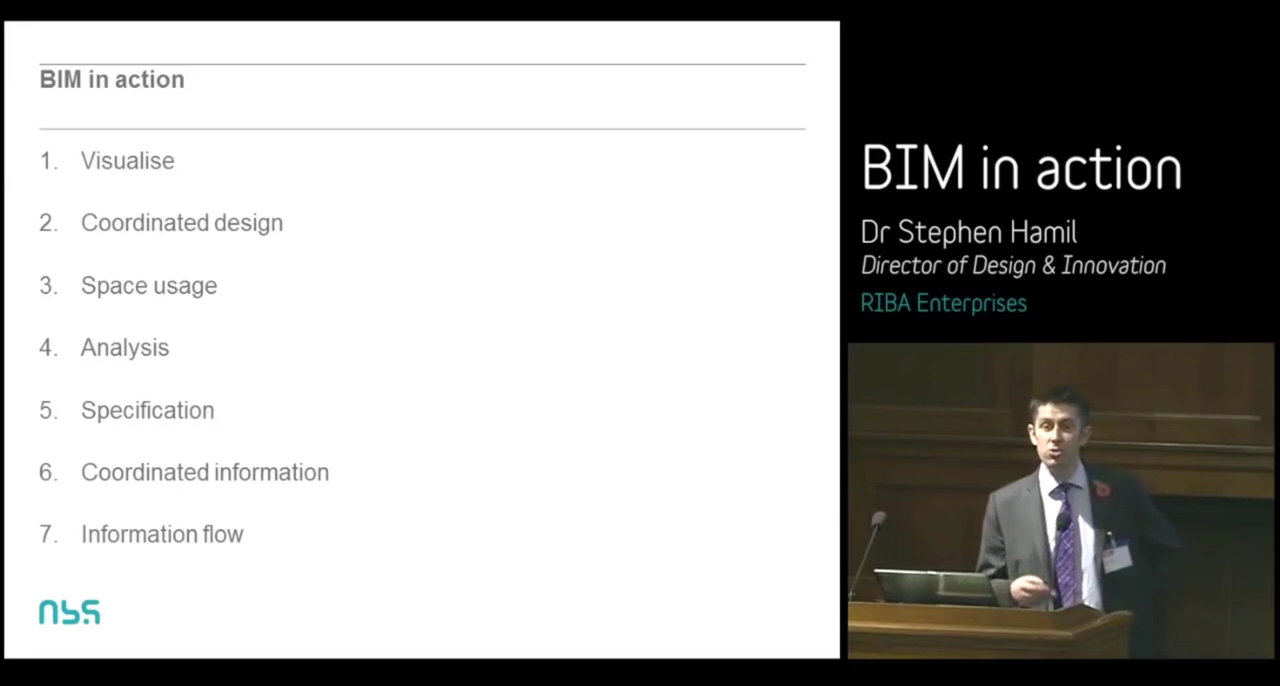 BIM in action
1. Visualise
2. Coordinated design
3. Space usage
4. Analysis
5. Specification
6. Coordinated information
7. Information flow
nbs
BIM in action
Dr Stephen Hamil
Director of Design & Innovation
RIBA Enterprises